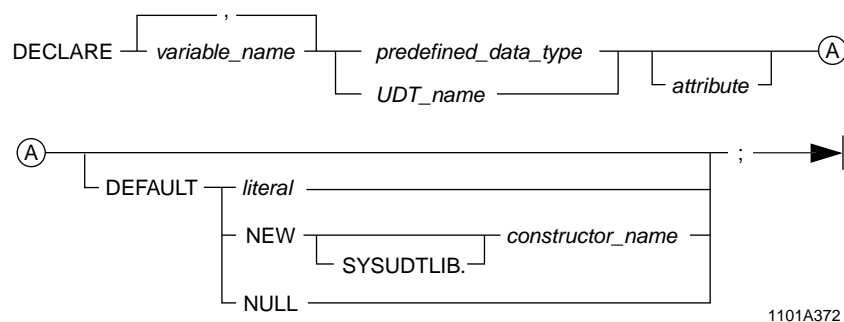 ,
DECLARE variable_name predefined_data_type A
UDT_name attribute
A ;
DEFAULT literal
NEW constructor_name
SYSUDTLIB.
NULL
1101A372